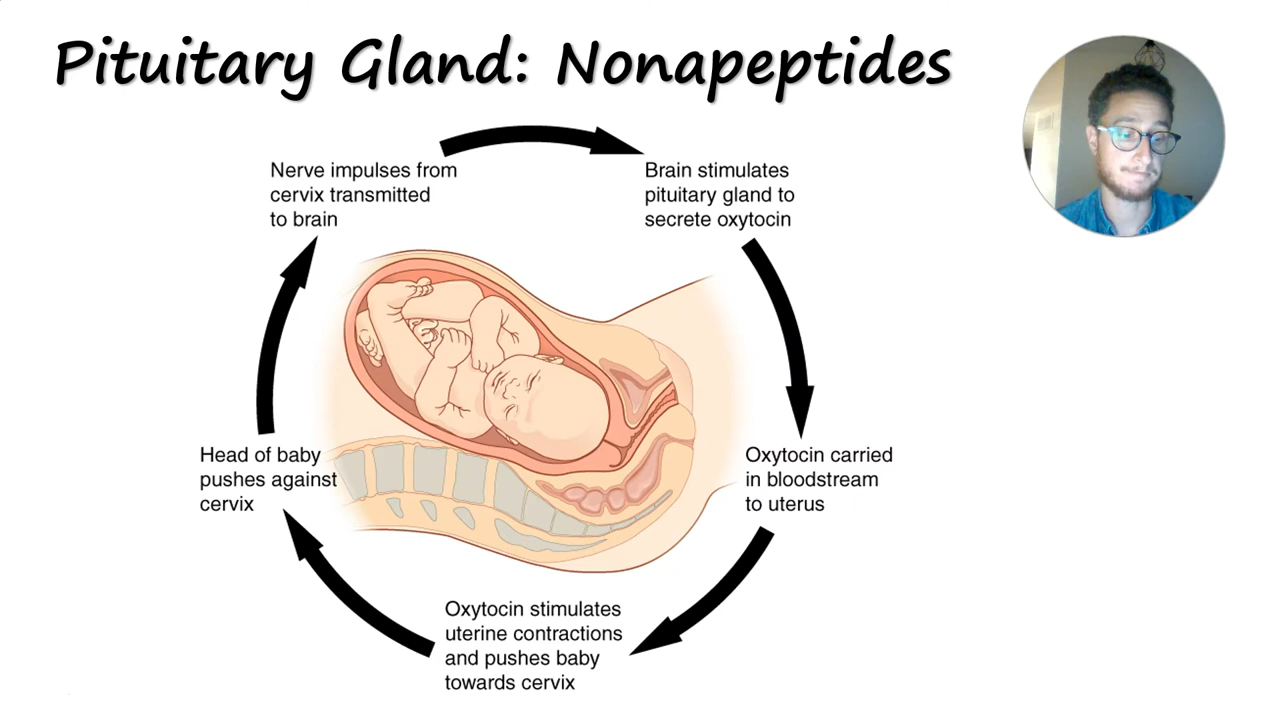 Pituitary Gland: Nonapeptides
Nerve impulses from
cervix transmitted
to brain
Brain stimulates
pituitary gland to
secrete oxytocin
Oxytocin carried
in bloodstream
to uterus
Oxytocin stimulates
uterine contractions
and pushes baby
towards cervix
Head of baby
pushes against
cervix